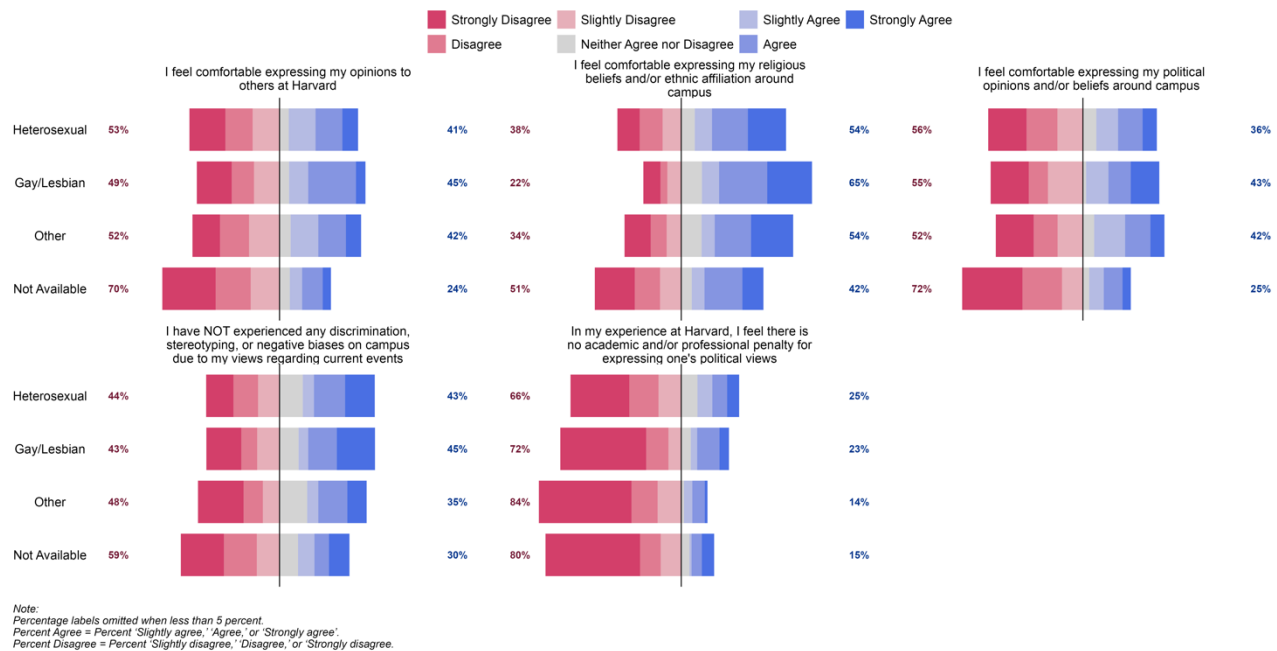 Strongly Disagree Slightly Disagree Slightly Agree Strongly Agree
Disagree Neither Agree nor Disagree Agree
I feel comfortable expressing my opinions to
others at Harvard
I feel comfortable expressing my religious
beliefs and/or ethnic affiliation around
campus
I feel comfortable expressing my political
opinions and/or beliefs around campus
Heterosexual 53% 41% 38% 54% 56% 36%
Gay/Lesbian 49% 45% 22% 65% 55% 43%
Other 52% 42% 34% 54% 52% 42%
Not Available 70% 24% 51% 42% 72% 25%
I have NOT experienced any discrimination,
stereotyping, or negative biases on campus
due to my views regarding current events
In my experience at Harvard, I feel there is
no academic and/or professional penalty for
expressing one's political views
Heterosexual 44% 43% 66% 25%
Gay/Lesbian 43% 45% 72% 23%
Other 48% 35% 84% 14%
Not Available 59% 30% 80% 15%
Note:
Percentage labels omitted when less than 5 percent.
Percent Agree = Percent 'Slightly agree,' 'Agree,' or 'Strongly agree'.
Percent Disagree = Percent 'Slightly disagree,' 'Disagree,' or 'Strongly disagree.